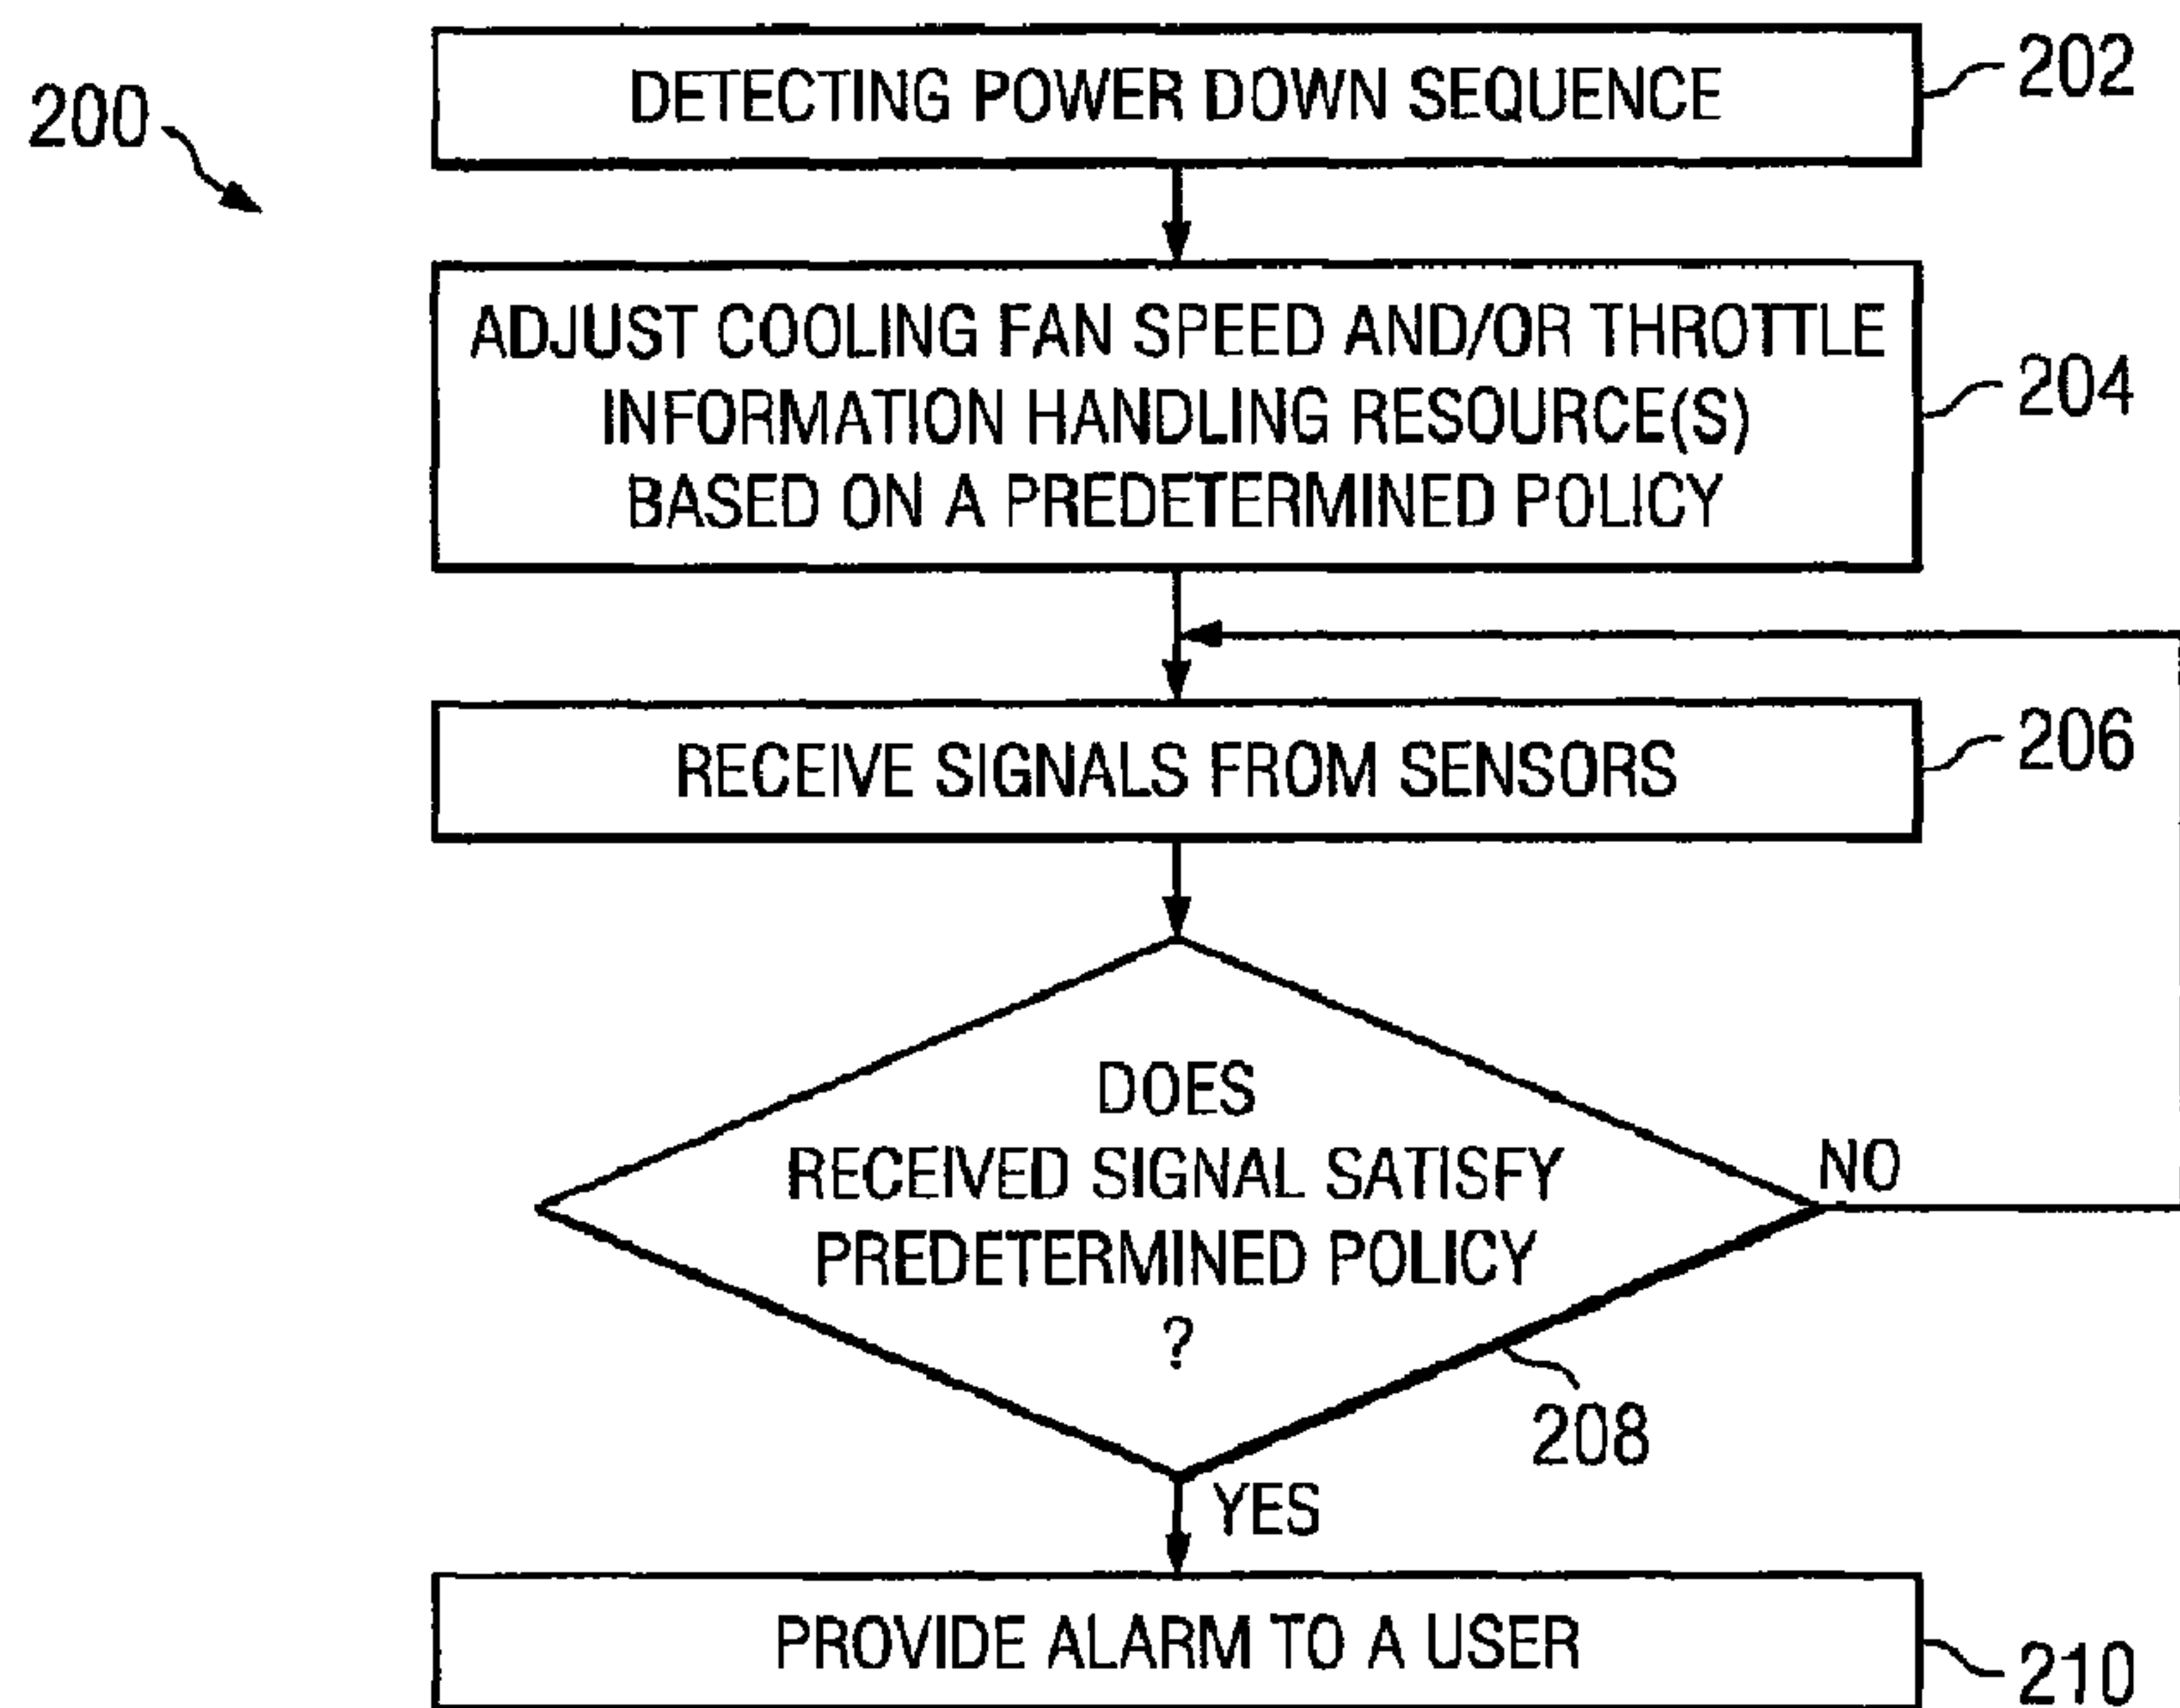 200
DETECTING POWER DOWN SEQUENCE
202
ADJUST COOLING FAN SPEED AND/OR THROTTLE
INFORMATION HANDLING RESOURCE(S)
BASED ON A PREDETERMINED POLICY
204
RECEIVE SIGNALS FROM SENSORS
206
DOES
RECEIVED SIGNAL SATISFY
PREDETERMINED POLICY
?
NO
208
YES
PROVIDE ALARM TO A USER
210